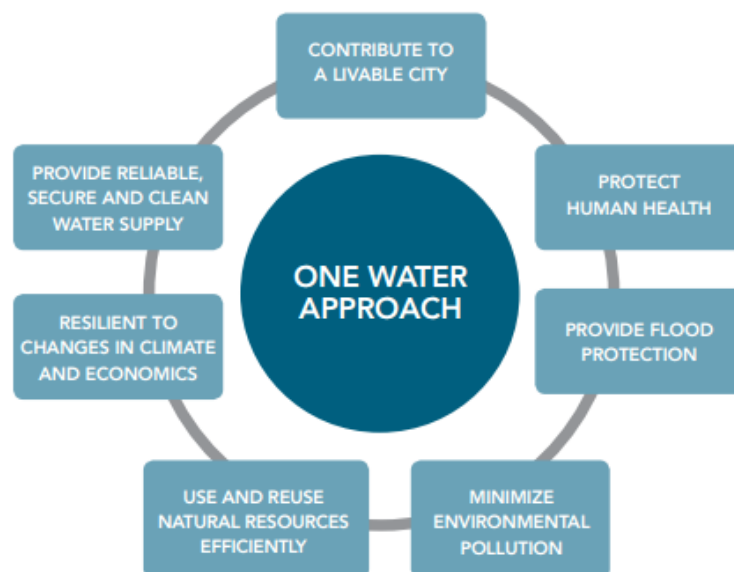 CONTRIBUTE TO
A LIVABLE CITY
PROTECT
HUMAN HEALTH
PROVIDE FLOOD
PROTECTION
MINIMIZE
ENVIRONMENTAL
POLLUTION
USE AND REUSE
NATURAL RESOURCES
EFFICIENTLY
RESILIENT TO
CHANGES IN CLIMATE
AND ECONOMICS
PROVIDE RELIABLE,
SECURE AND CLEAN
WATER SUPPLY
ONE WATER
APPROACH